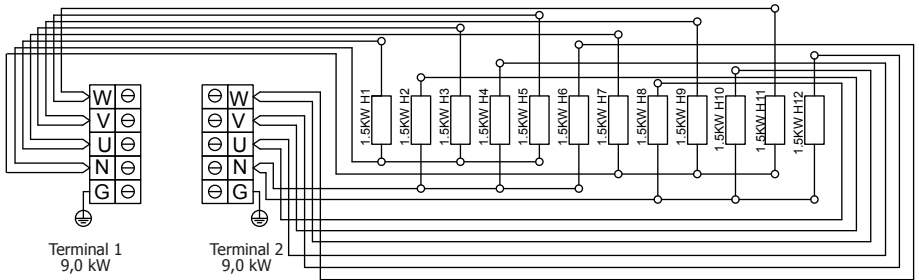 1.5KW H1
1.5KW H2
1.5KW H3
1.5KW H4
1.5KW H5
1.5KW H6
1.5KW H7
1.5KW H8
1.5KW H9
1.5KW H10
1.5KW H11
1.5KW H12
W
V
U
N
G
W
V
U
N
G
Terminal 1
9,0 kW
Terminal 2
9,0 kW